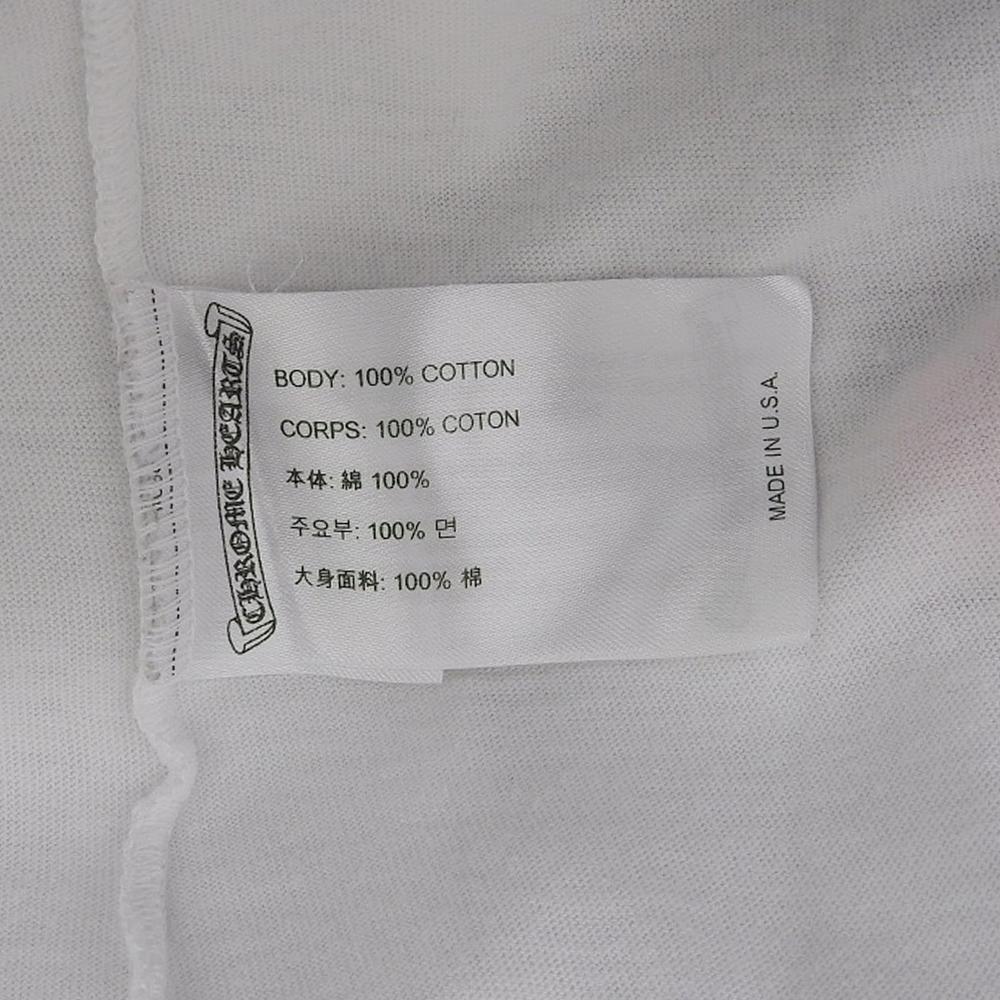 CHROME HEARTS
BODY: 100% COTTON
CORPS: 100% COTON
本体: 綿 100%
주요부: 100% 면
大身面料: 100% 棉
MADE IN U.S.A.